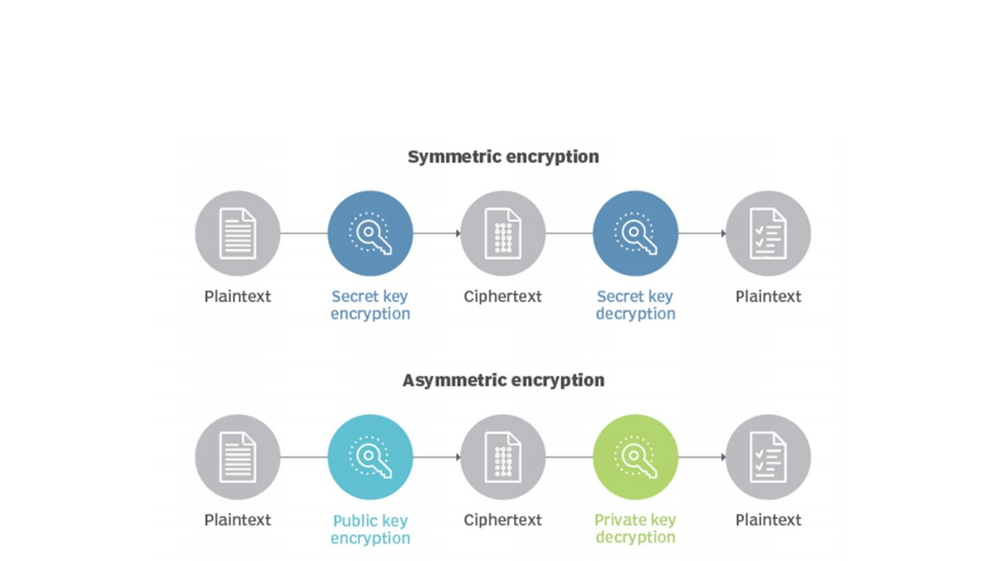 Symmetric encryption
Plaintext
Secret key
encryption
Ciphertext
Secret key
decryption
Plaintext
Asymmetric encryption
Plaintext
Public key
encryption
Ciphertext
Private key
decryption
Plaintext